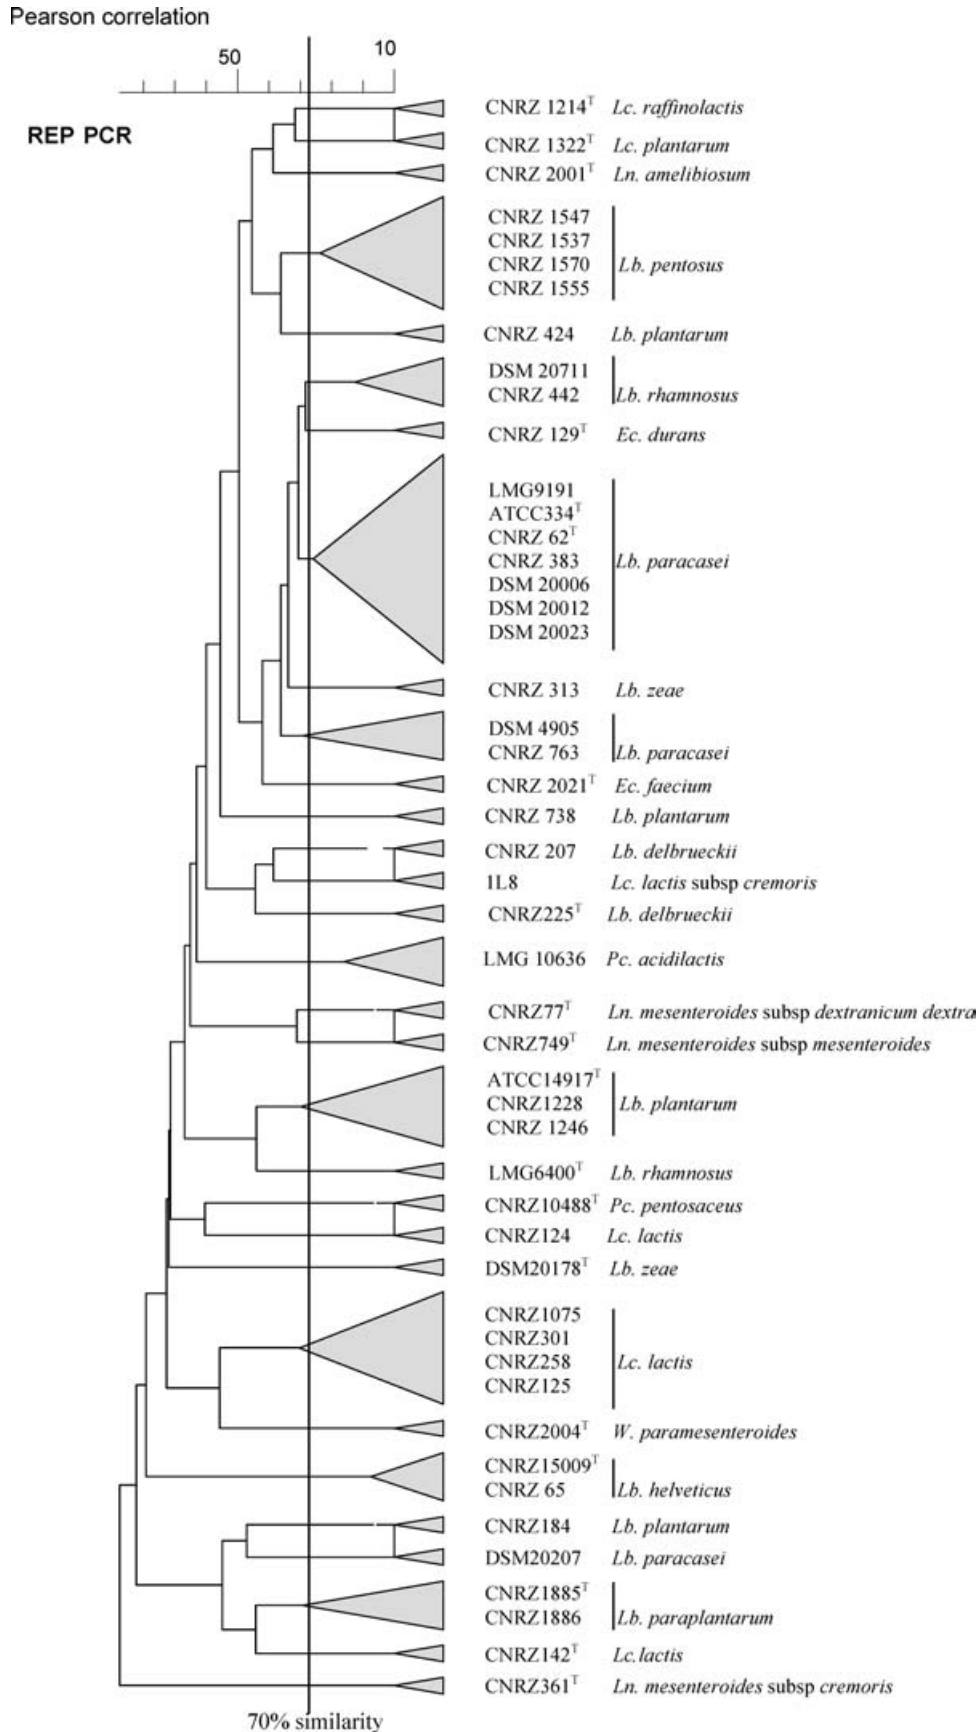 Pearson correlation
50
10
REP PCR
CNRZ 1214ᵀ Lc. raffinolactis
CNRZ 1322ᵀ Lc. plantarum
CNRZ 2001ᵀ Ln. amelibiosum
CNRZ 1547
CNRZ 1537
CNRZ 1570 Lb. pentosus
CNRZ 1555
CNRZ 424 Lb. plantarum
DSM 20711
CNRZ 442 Lb. rhamnosus
CNRZ 129ᵀ Ec. durans
LMG9191
ATCC334ᵀ
CNRZ 62ᵀ
CNRZ 383 Lb. paracasei
DSM 20006
DSM 20012
DSM 20023
CNRZ 313 Lb. zeae
DSM 4905
CNRZ 763 Lb. paracasei
CNRZ 2021ᵀ Ec. faecium
CNRZ 738 Lb. plantarum
CNRZ 207 Lb. delbrueckii
1L8 Lc. lactis subsp cremoris
CNRZ225ᵀ Lb. delbrueckii
LMG 10636 Pc. acidilactis
CNRZ77ᵀ Ln. mesenteroides subsp dextranicum dextra
CNRZ749ᵀ Ln. mesenteroides subsp mesenteroides
ATCC14917ᵀ
CNRZ1228 Lb. plantarum
CNRZ 1246
LMG6400ᵀ Lb. rhamnosus
CNRZ10488ᵀ Pc. pentosaceus
CNRZ124 Lc. lactis
DSM20178ᵀ Lb. zeae
CNRZ1075
CNRZ301
CNRZ258 Lc. lactis
CNRZ125
CNRZ2004ᵀ W. paramesenteroides
CNRZ15009ᵀ
CNRZ 65 Lb. helveticus
CNRZ184 Lb. plantarum
DSM20207 Lb. paracasei
CNRZ1885ᵀ
CNRZ1886 Lb. paraplantarum
CNRZ142ᵀ Lc. lactis
CNRZ361ᵀ Ln. mesenteroides subsp cremoris
70% similarity